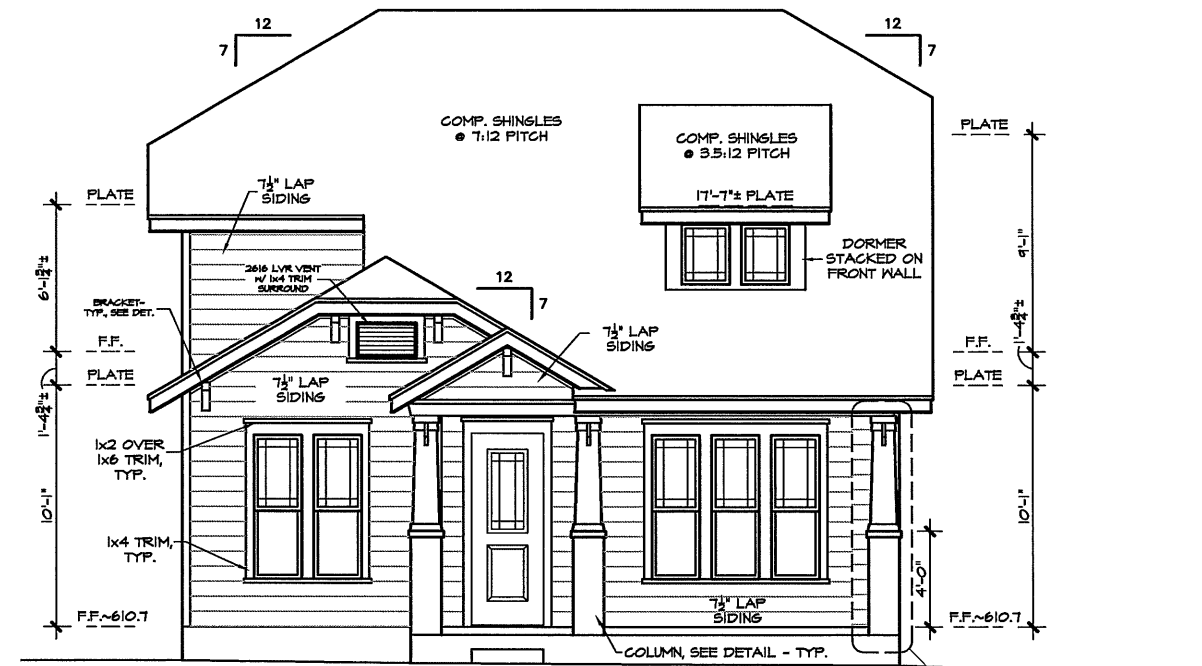 12
7
12
7
COMP. SHINGLES
@ 7:12 PITCH
COMP. SHINGLES
@ 3.5:12 PITCH
17'-7"± PLATE
PLATE
PLATE
7½" LAP
SIDING
DORMER
STACKED ON
FRONT WALL
9'-1"
6'-1¾"±
2616 LVR VENT
W/ 1x4 TRIM
SURROUND
12
7
BRACKET-
TYP., SEE DET.
7½" LAP
SIDING
F.F.
F.F.
1'-4¾"±
PLATE
PLATE
7½" LAP
SIDING
1'-4¾"±
1x2 OVER
1x6 TRIM,
TYP.
10'-1"
10'-1"
1x4 TRIM,
TYP.
4'-0"
7½" LAP
SIDING
F.F.~610.7
F.F.~610.7
COLUMN, SEE DETAIL - TYP.